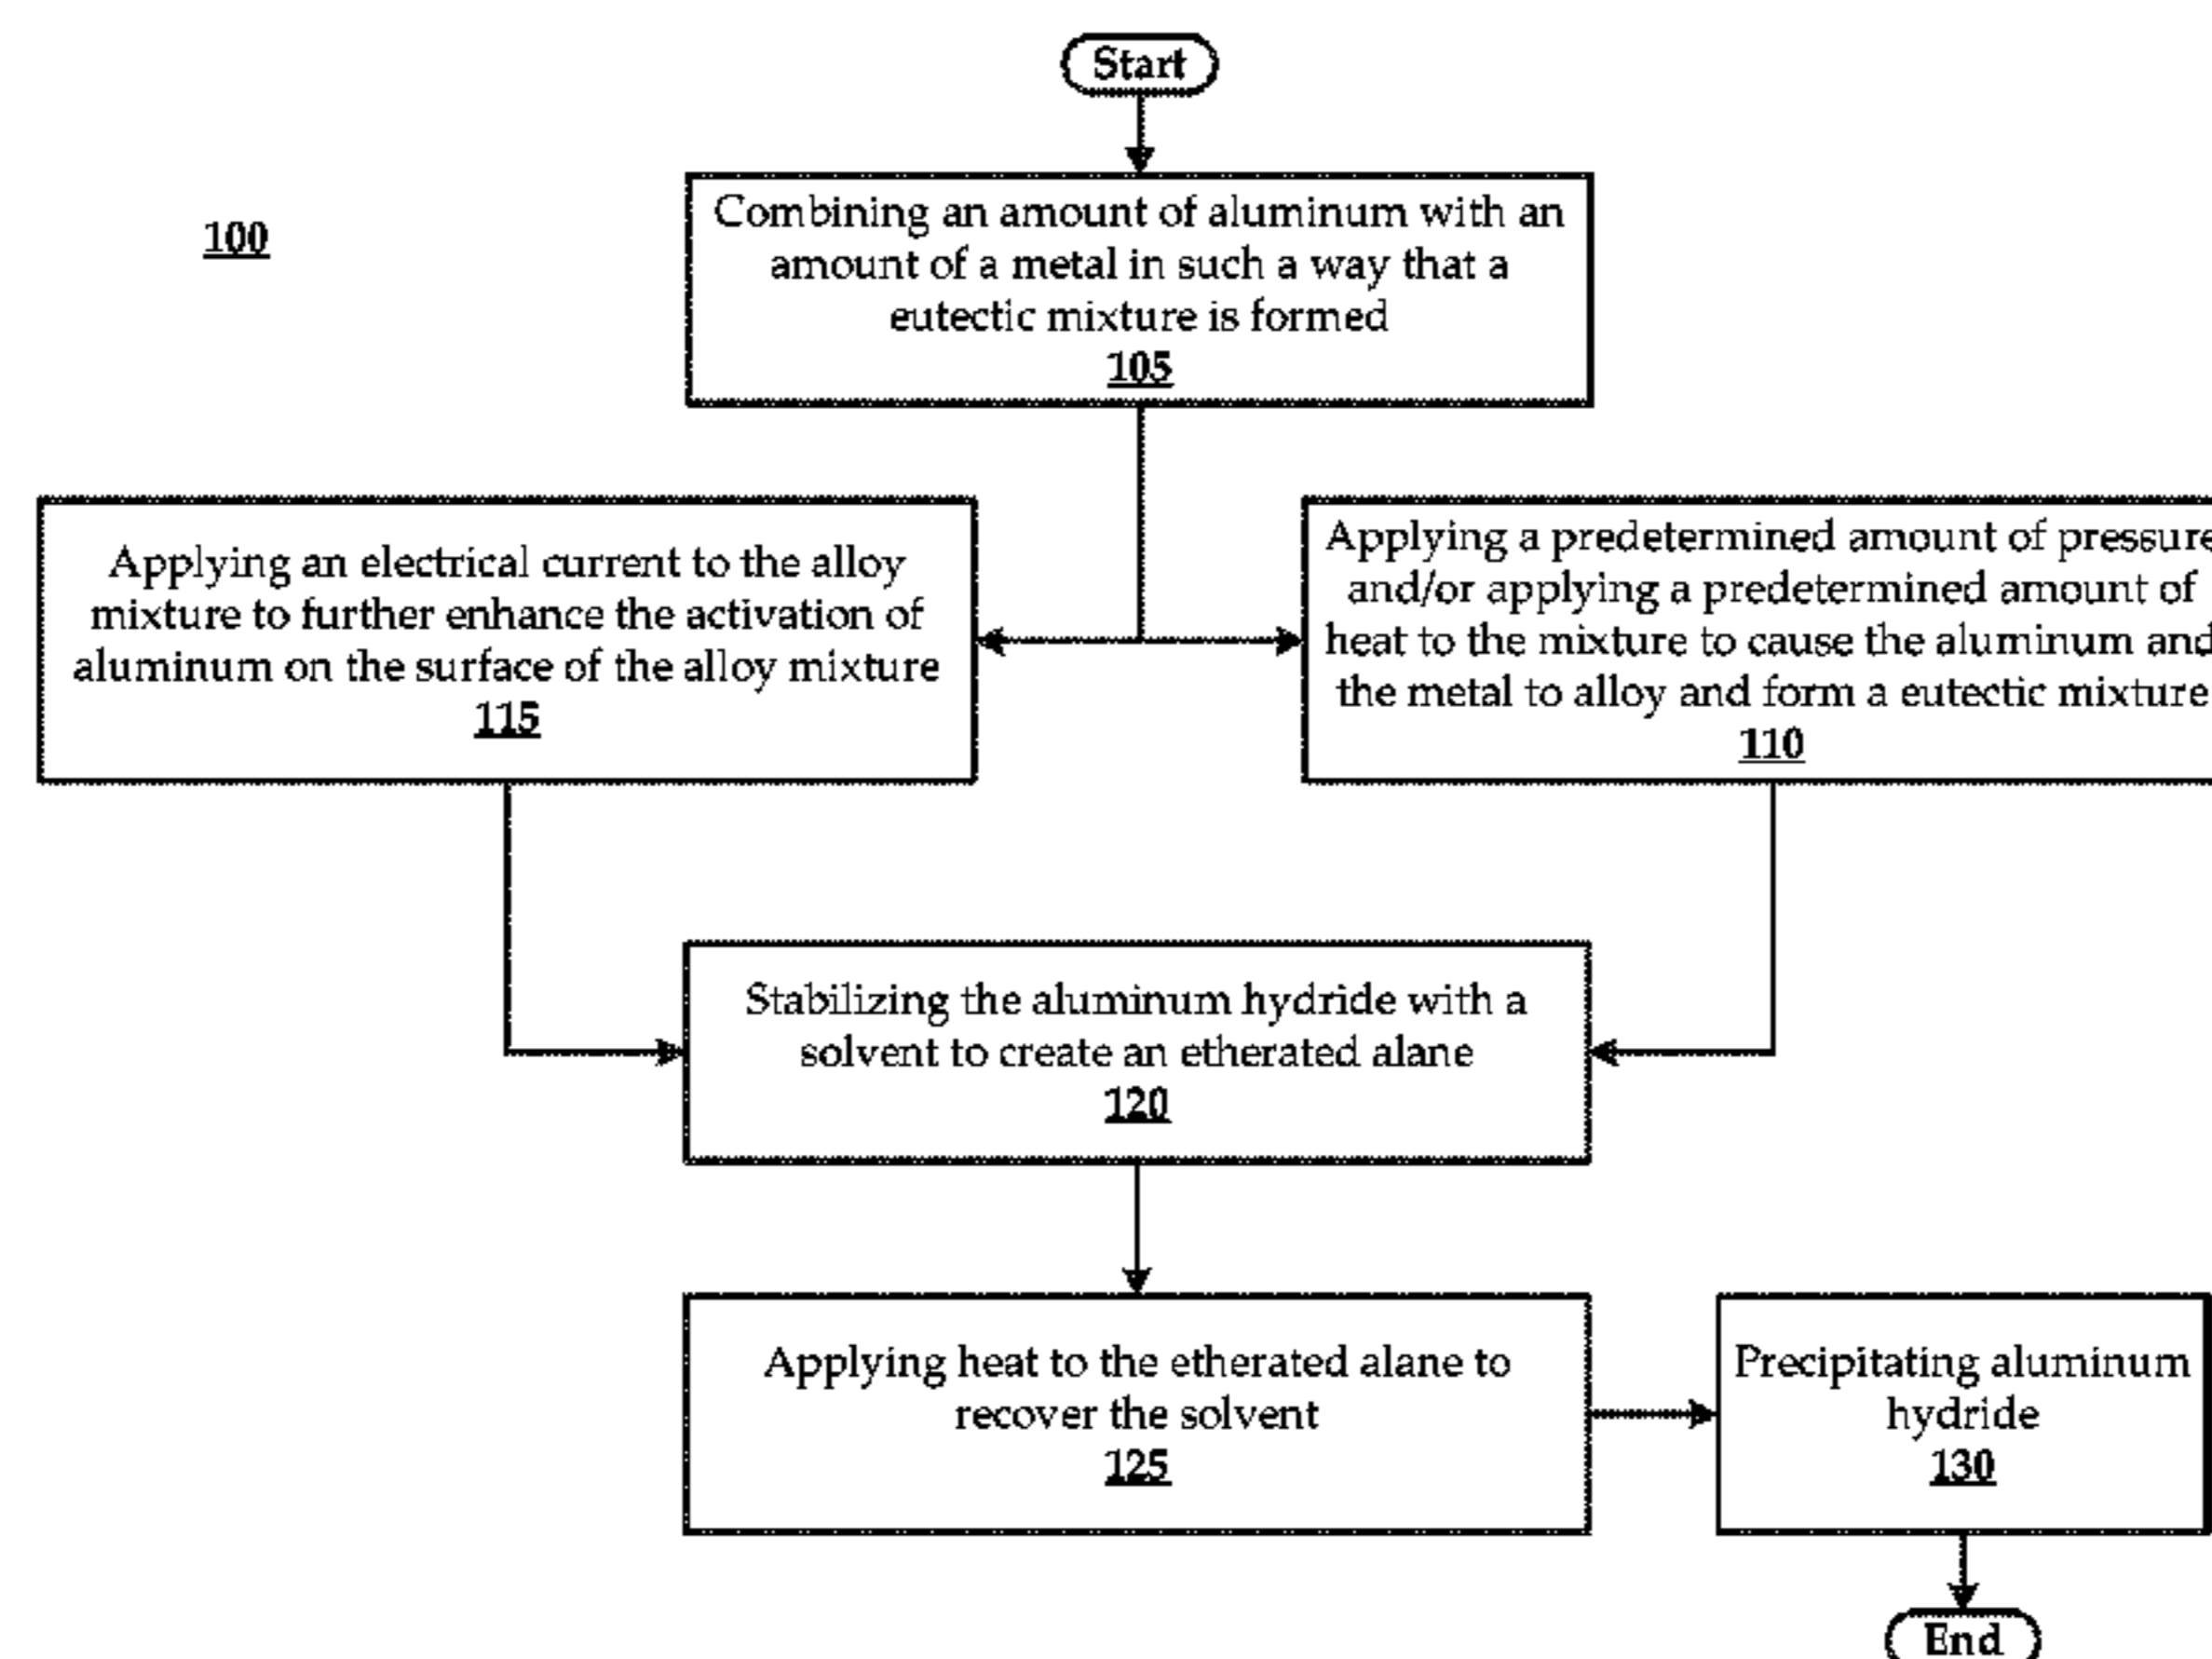 Start
100
Combining an amount of aluminum with an
amount of a metal in such a way that a
eutectic mixture is formed
105
Applying an electrical current to the alloy
mixture to further enhance the activation of
aluminum on the surface of the alloy mixture
115
Applying a predetermined amount of pressure
and/or applying a predetermined amount of
heat to the mixture to cause the aluminum and
the metal to alloy and form a eutectic mixture
110
Stabilizing the aluminum hydride with a
solvent to create an etherated alane
120
Applying heat to the etherated alane to
recover the solvent
125
Precipitating aluminum
hydride
130
End